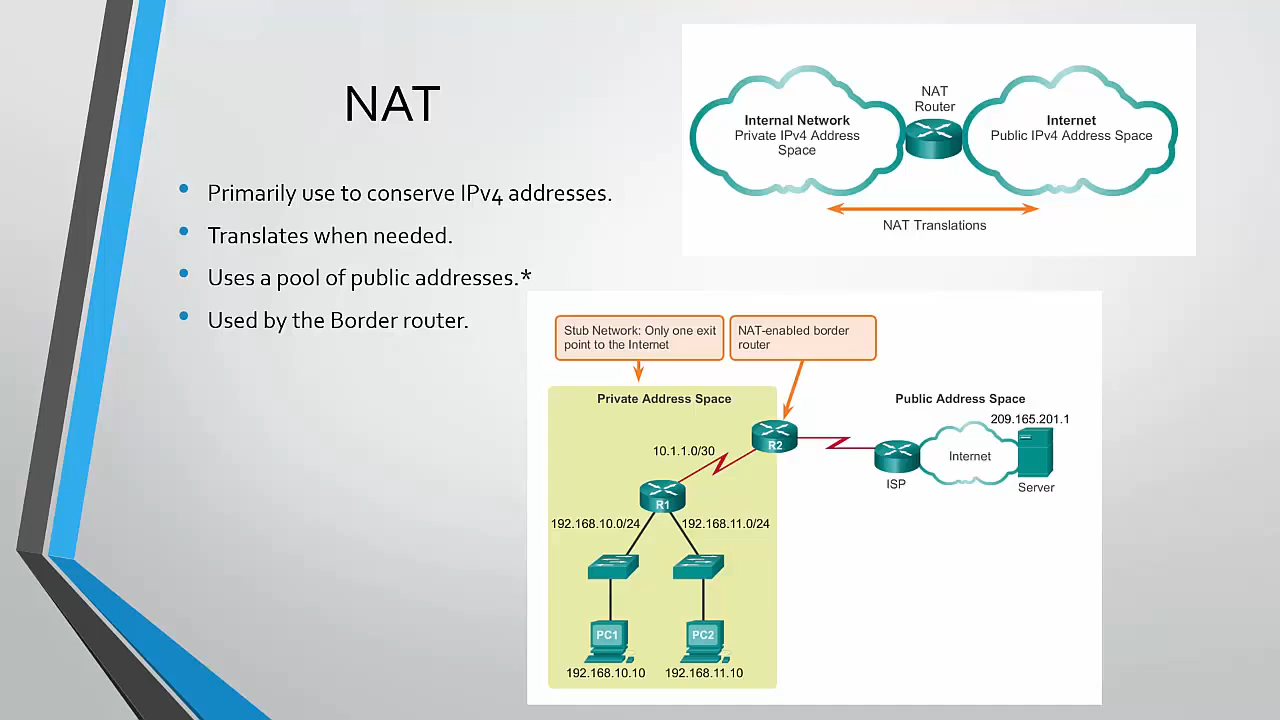 NAT
Primarily use to conserve IPv4 addresses.
Translates when needed.
Uses a pool of public addresses.*
Used by the Border router.
NAT
Router
Internal Network
Private IPv4 Address
Space
Internet
Public IPv4 Address Space
NAT Translations
Stub Network: Only one exit
point to the Internet
NAT-enabled border
router
Private Address Space
Public Address Space
209.165.201.1
R2
10.1.1.0/30
Internet
ISP
Server
R1
192.168.10.0/24
192.168.11.0/24
PC1
PC2
192.168.10.10
192.168.11.10